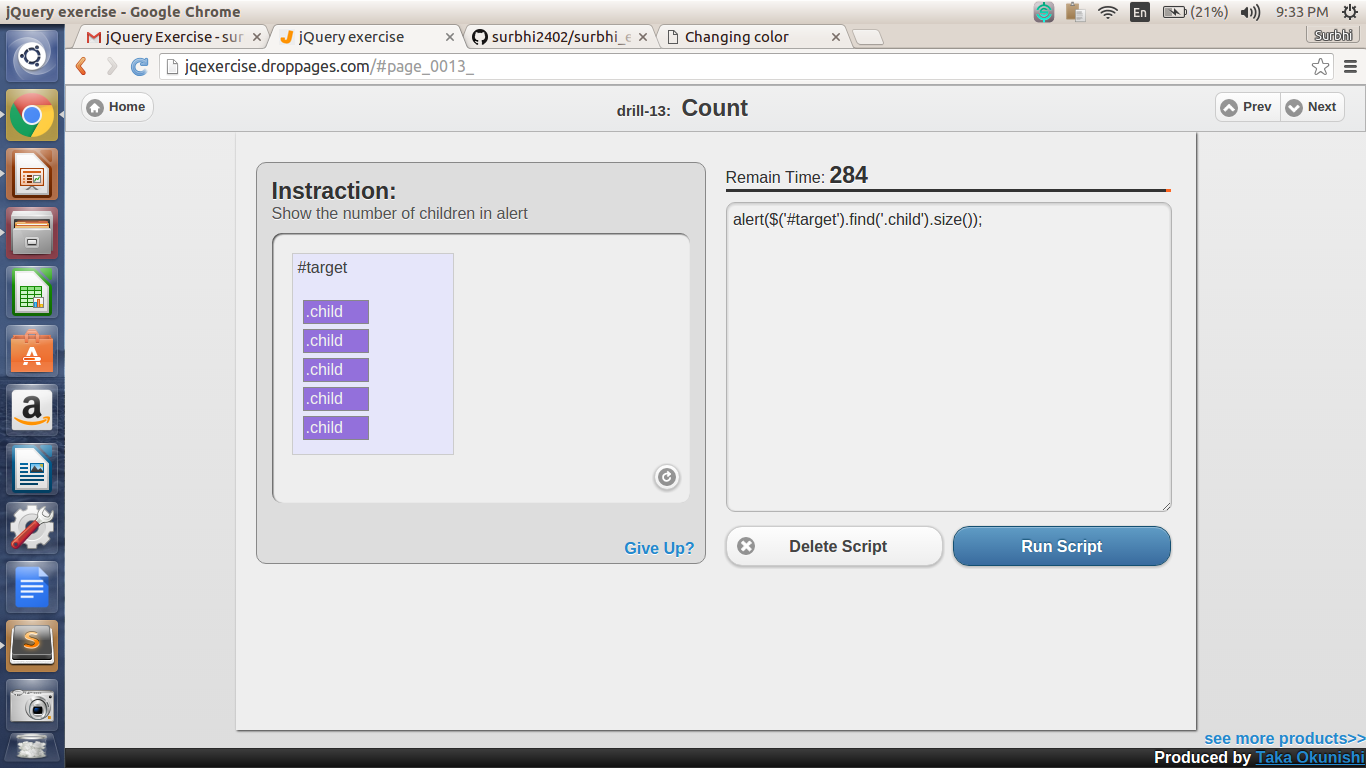 jQuery exercise - Google Chrome
En
(21%)
9:33 PM
jQuery Exercise - sur
jQuery exercise
surbhi2402/surbhi_e
Changing color
Surbhi
jqexercise.droppages.com/#page_0013_
Home
drill-13: Count
Prev
Next
Instraction:
Show the number of children in alert
#target
.child
.child
.child
.child
.child
Give Up?
Remain Time: 284
alert($('#target').find('.child').size());
Delete Script
Run Script
see more products>>
Produced by Taka Okunishi